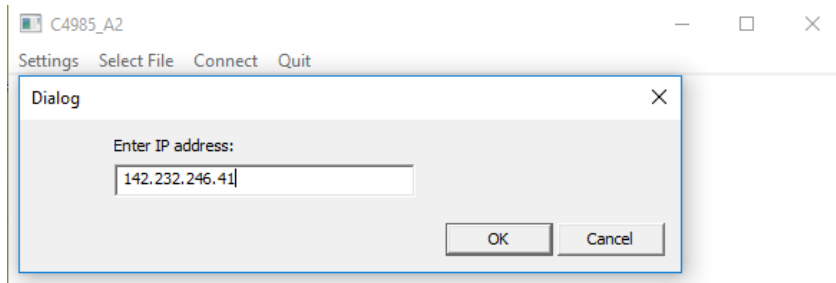 C4985_A2
Settings Select File Connect Quit
Dialog
Enter IP address:
142.232.246.41
OK Cancel